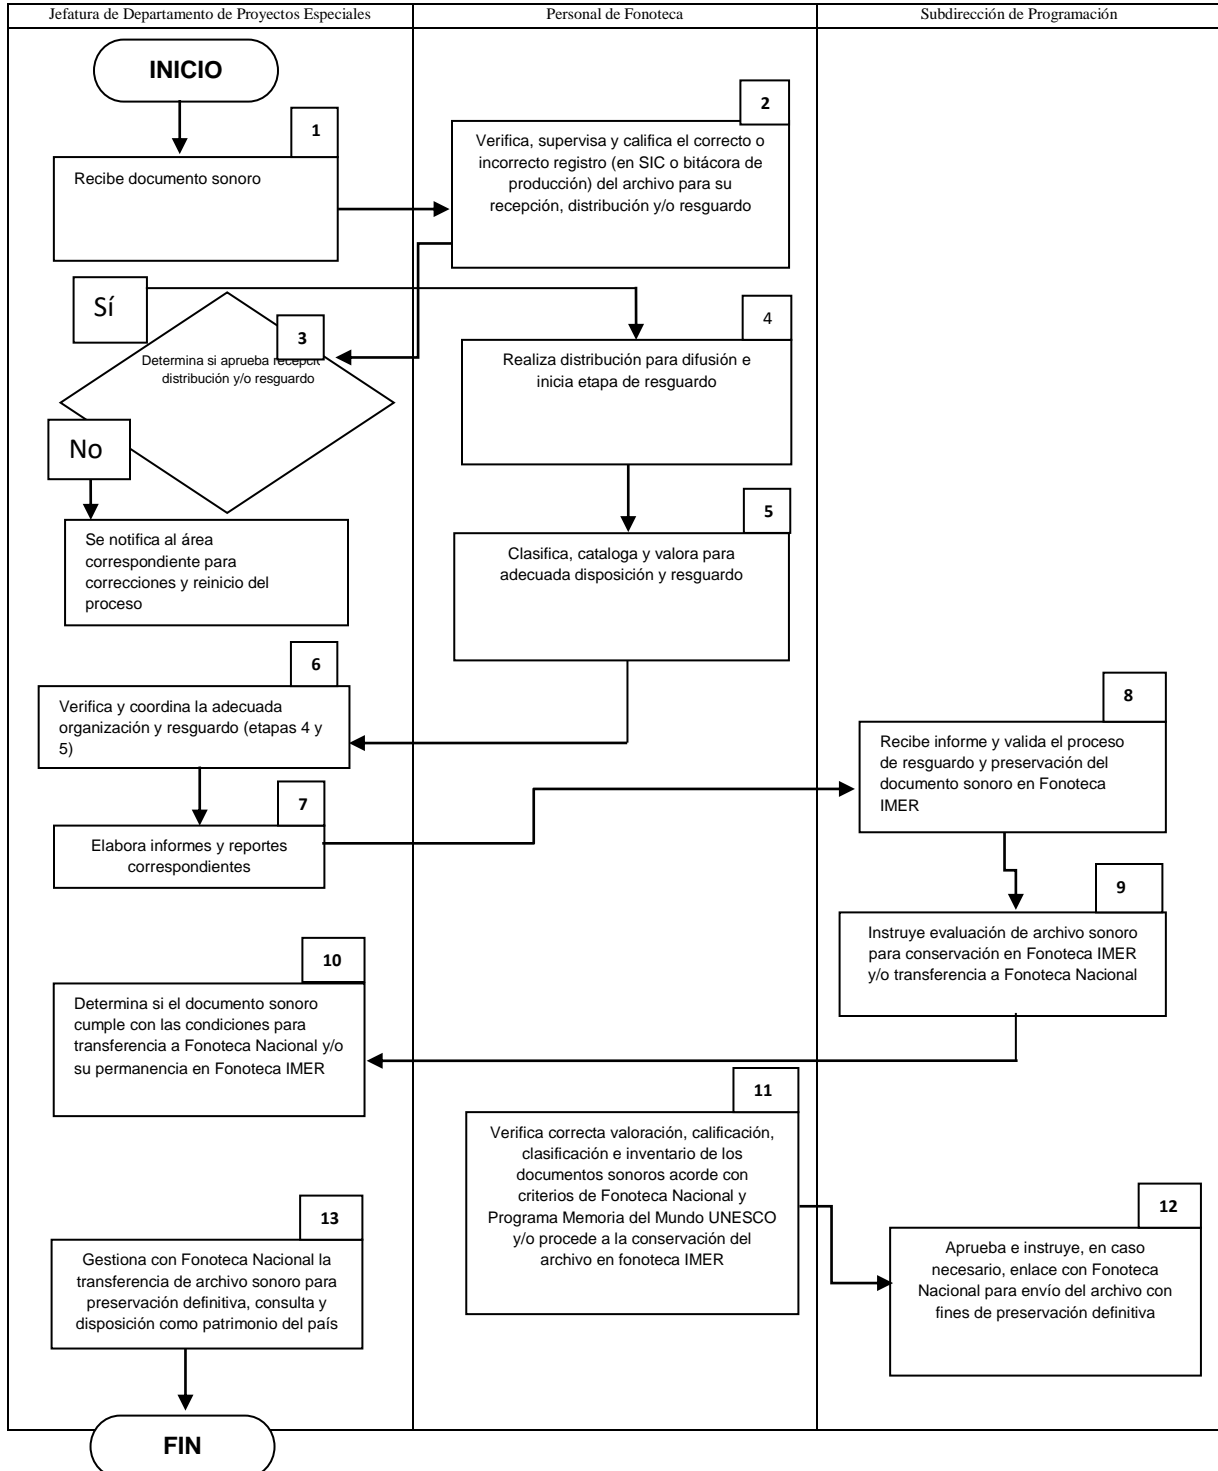 Jefatura de Departamento de Proyectos Especiales
Personal de Fonoteca
Subdirección de Programación
INICIO
1
Recibe documento sonoro
2
Verifica, supervisa y califica el correcto o
incorrecto registro (en SIC o bitácora de
producción) del archivo para su
recepción, distribución y/o resguardo
Sí
3
Determina si aprueba
distribución y/o resguardo
No
Se notifica al área
correspondiente para
correcciones y reinicio del
proceso
4
Realiza distribución para difusión e
inicia etapa de resguardo
5
Clasifica, cataloga y valora para
adecuada disposición y resguardo
6
Verifica y coordina la adecuada
organización y resguardo (etapas 4 y
5)
7
Elabora informes y reportes
correspondientes
8
Recibe informe y valida el proceso
de resguardo y preservación del
documento sonoro en Fonoteca
IMER
9
Instruye evaluación de archivo sonoro
para conservación en Fonoteca IMER
y/o transferencia a Fonoteca Nacional
10
Determina si el documento sonoro
cumple con las condiciones para
transferencia a Fonoteca Nacional y/o
su permanencia en Fonoteca IMER
11
Verifica correcta valoración, calificación,
clasificación e inventario de los
documentos sonoros acorde con
criterios de Fonoteca Nacional y
Programa Memoria del Mundo UNESCO
y/o procede a la conservación del
archivo en fonoteca IMER
12
Aprueba e instruye, en caso
necesario, enlace con Fonoteca
Nacional para envío del archivo con
fines de preservación definitiva
13
Gestiona con Fonoteca Nacional la
transferencia de archivo sonoro para
preservación definitiva, consulta y
disposición como patrimonio del país
FIN